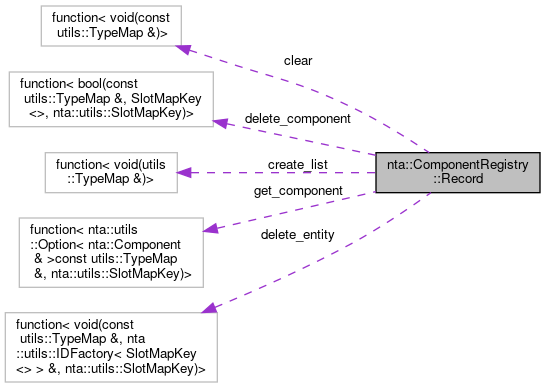 function< void(const
utils::TypeMap &)>
clear
function< bool(const
utils::TypeMap &, SlotMapKey
<>, nta::utils::SlotMapKey)>
delete_component
nta::ComponentRegistry
::Record
function< void(utils
::TypeMap &)>
create_list
get_component
function< nta::utils
::Option< nta::Component
& >const utils::TypeMap
&, nta::utils::SlotMapKey)>
delete_entity
function< void(const
utils::TypeMap &, nta
::utils::IDFactory< SlotMapKey
<> > &, nta::utils::SlotMapKey)>